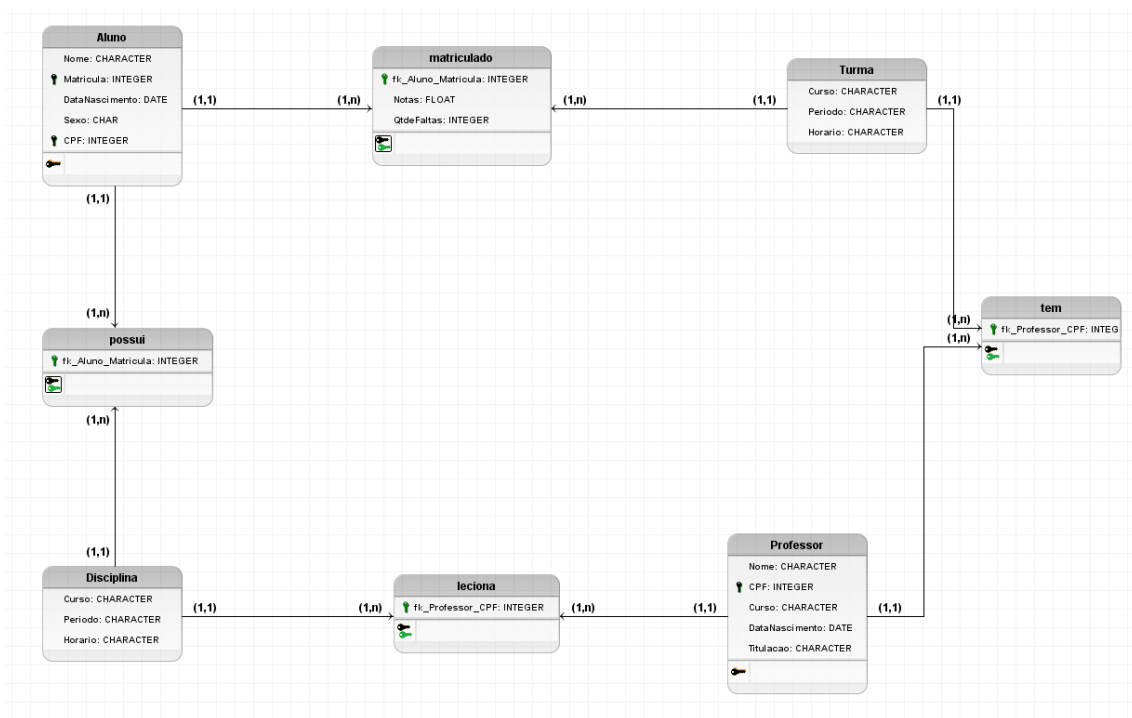 Aluno
Nome: CHARACTER
Matricula: INTEGER
DataNascimento: DATE
Sexo: CHAR
CPF: INTEGER
(1,1)
(1,n)
matriculado
fk_Aluno_Matricula: INTEGER
Notas: FLOAT
QtdeFaltas: INTEGER
(1,n)
(1,1)
Turma
Curso: CHARACTER
Periodo: CHARACTER
Horario: CHARACTER
(1,1)
(1,1)
(1,n)
possui
fk_Aluno_Matricula: INTEGER
(1,n)
(1,n)
(1,n)
tem
fk_Professor_CPF: INTEG
(1,1)
Disciplina
Curso: CHARACTER
Periodo: CHARACTER
Horario: CHARACTER
(1,1)
(1,n)
leciona
fk_Professor_CPF: INTEGER
(1,n)
(1,1)
Professor
Nome: CHARACTER
CPF: INTEGER
Curso: CHARACTER
DataNascimento: DATE
Titulacao: CHARACTER
(1,1)